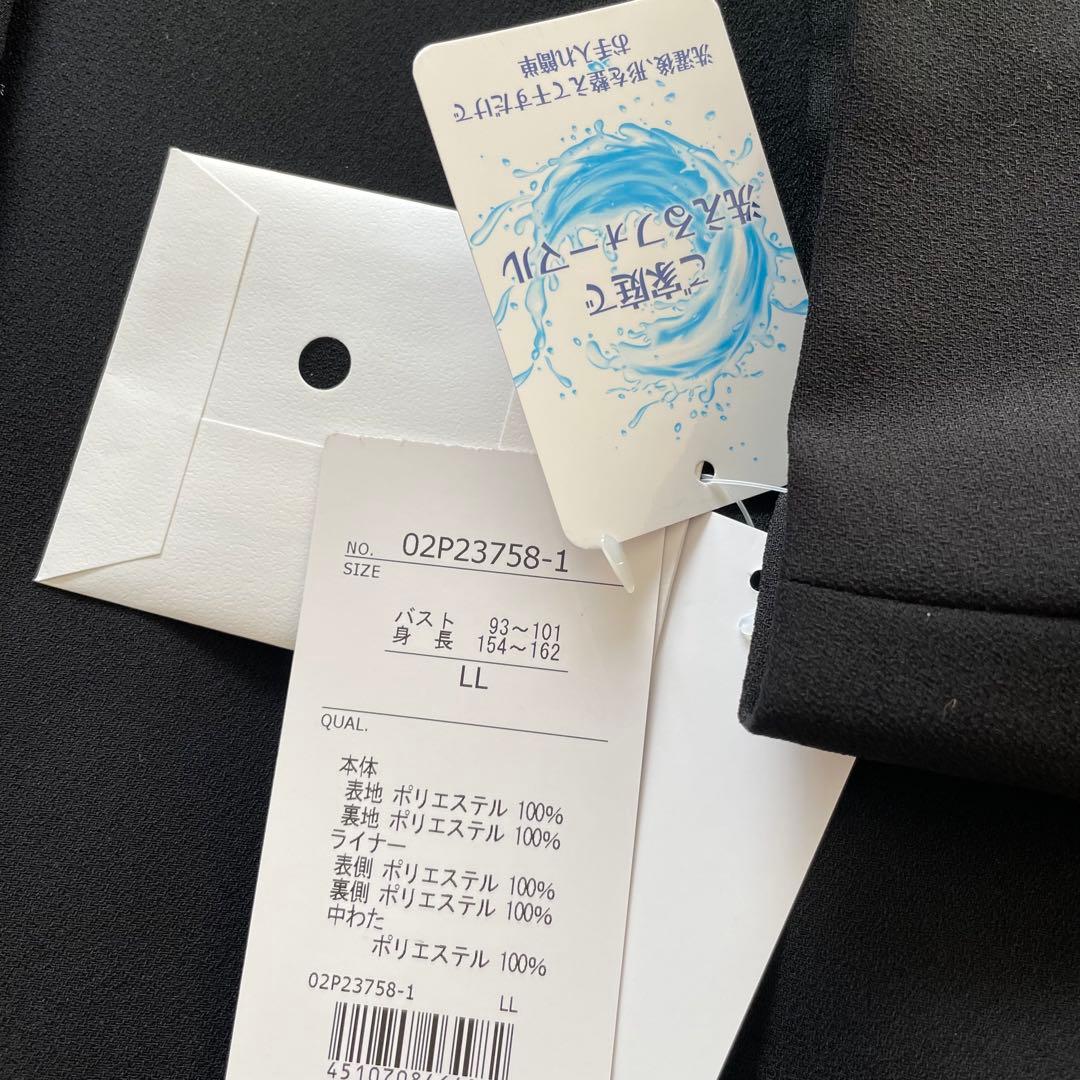 洗濯後、形を整えて干すだけで
お手入れ簡単
ご家庭で
洗えるフォーマル
NO. 02P23758-1
SIZE
バスト 93～101
身 長 154～162
LL
QUAL.
本体
表地 ポリエステル 100%
裏地 ポリエステル 100%
ライナー
表側 ポリエステル 100%
裏側 ポリエステル 100%
中わた
ポリエステル 100%
02P23758-1 LL